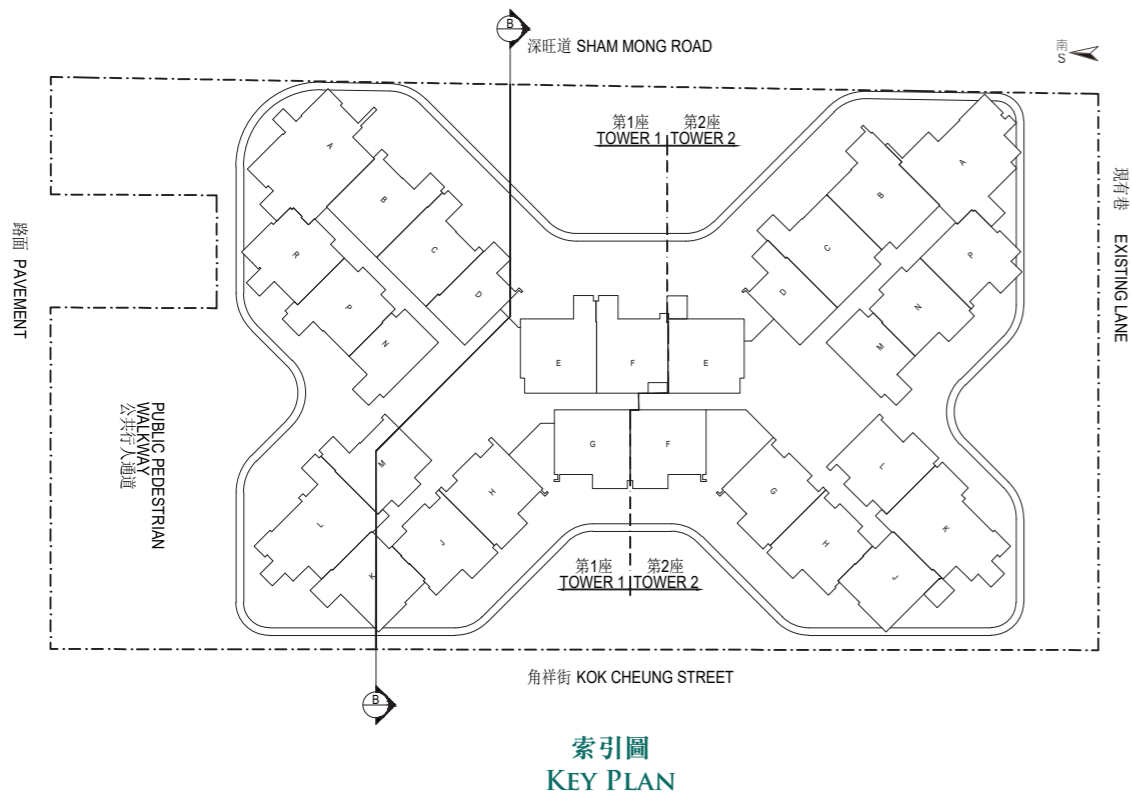 B
深旺道 SHAM MONG ROAD
南
S
第1座 第2座
TOWER 1 TOWER 2
A
B
C
D
R
P
N
E
F
E
A
B
C
D
P
N
M
現有巷 EXISTING LANE
路面 PAVEMENT
PUBLIC PEDESTRIAN
WALKWAY
公共行人通道
M
L
K
J
H
G
F
G
H
J
K
L
第1座 第2座
TOWER 1 TOWER 2
角祥街 KOK CHEUNG STREET
B
索引圖
KEY PLAN